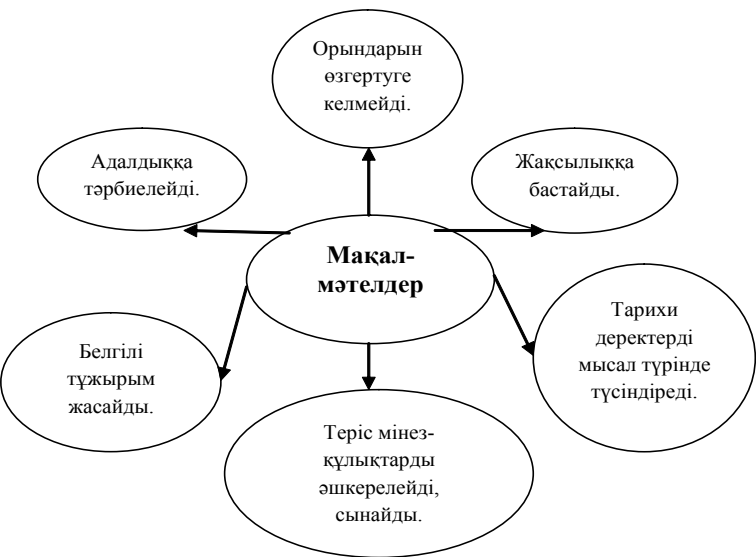 Орындарын
өзгертуге
келмейді.
Адалдыққа
тәрбиелейді.
Жақсылыққа
бастайды.
Мақал-
мәтелдер
Тарихи
деректерді
мысал түрінде
түсіндіреді.
Белгілі
тұжырым
жасайды.
Теріс мінез-
құлықтарды
әшкерелейді,
сынайды.